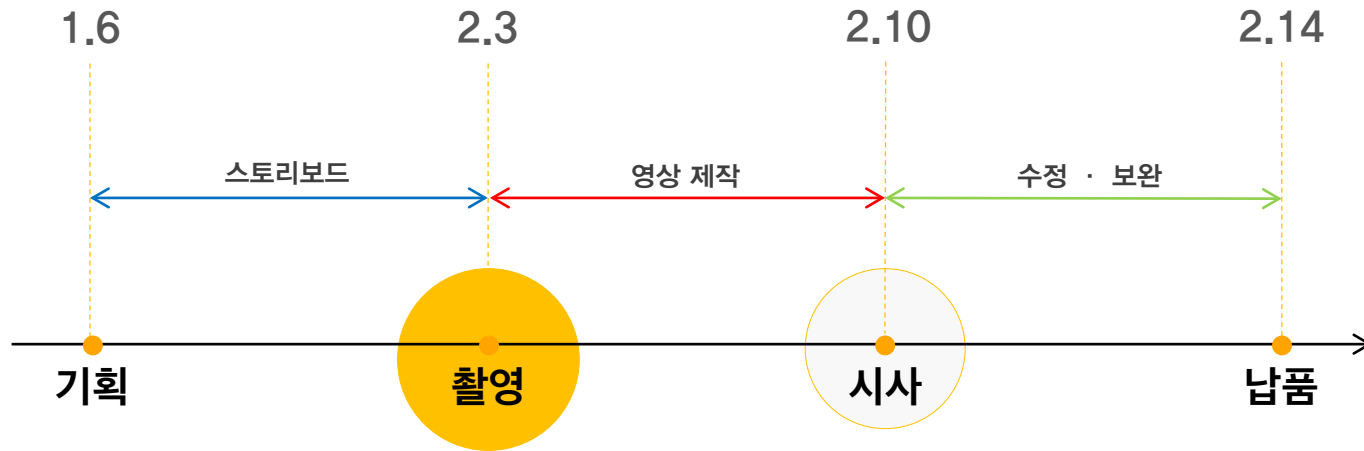 1.6 2.3 2.10 2.14
스토리보드 영상 제작 수정 · 보완
기획 촬영 시사 납품